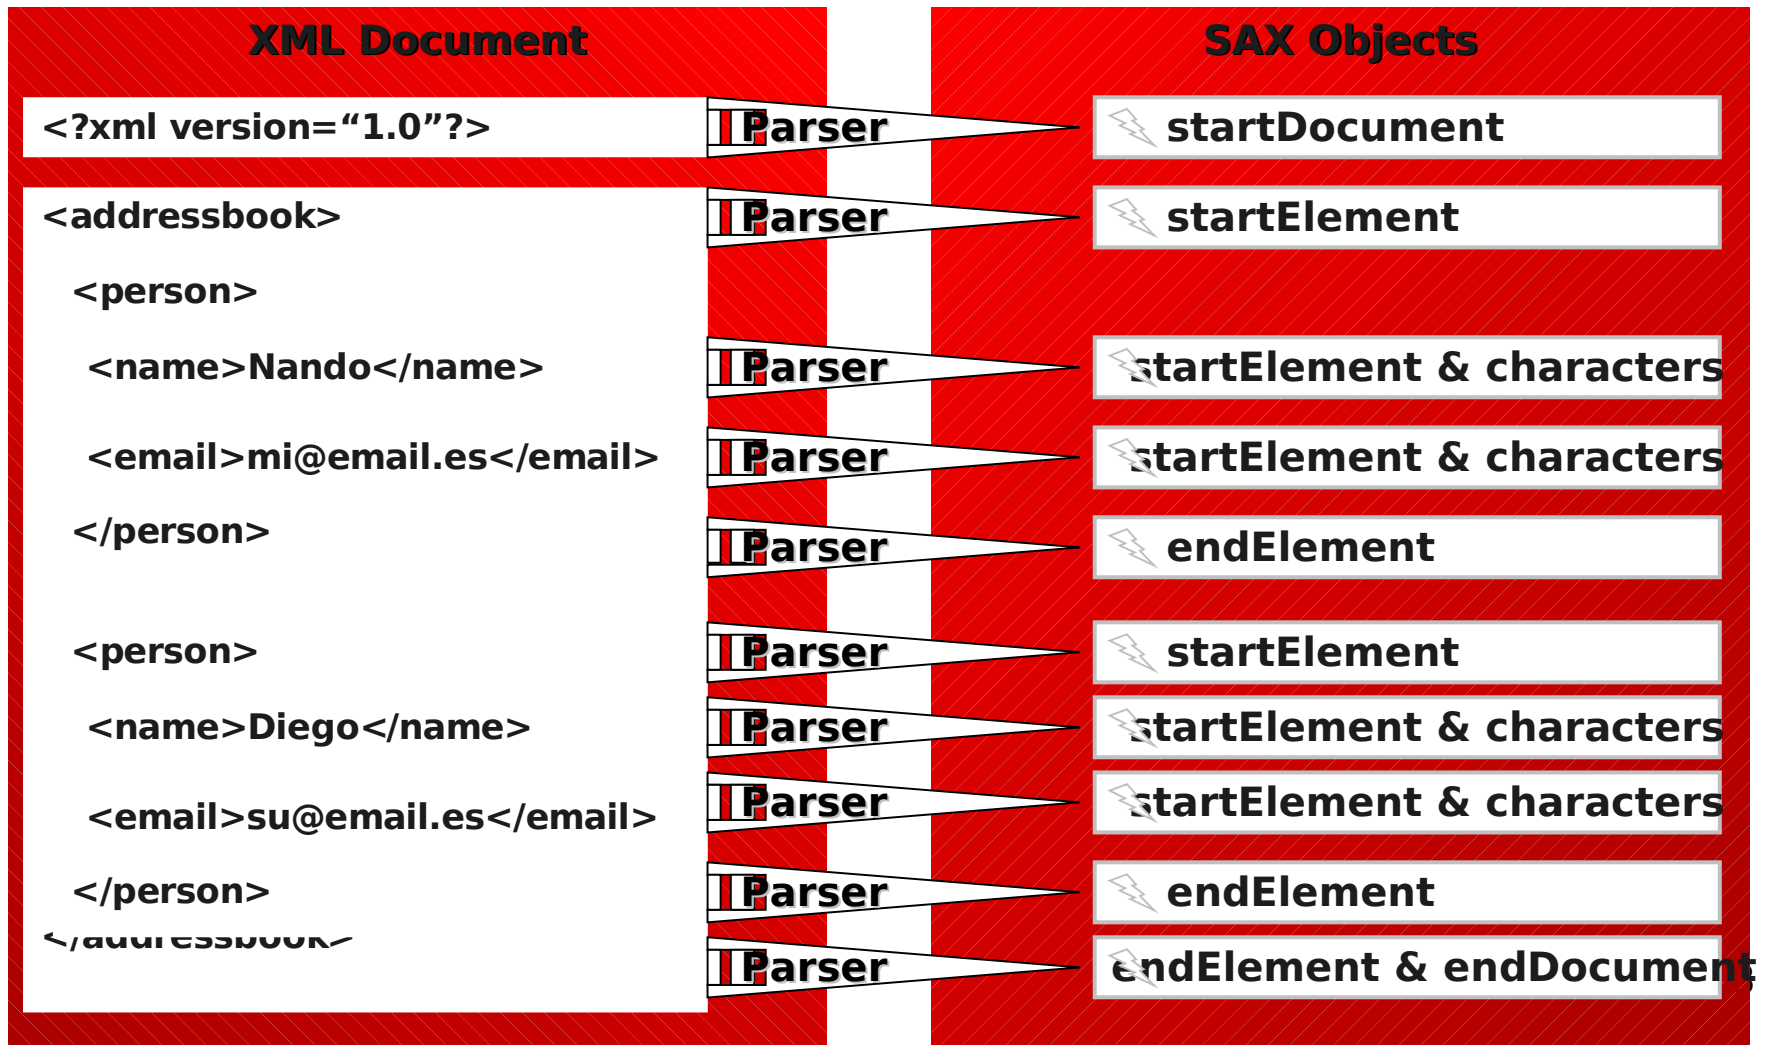 XML Document
SAX Objects
<?xml version=“1.0”?>
Parser
startDocument
<addressbook>
Parser
startElement
<person>
<name>Nando</name>
Parser
startElement & characters
<email>mi@email.es</email>
Parser
startElement & characters
</person>
Parser
endElement
<person>
Parser
startElement
<name>Diego</name>
Parser
startElement & characters
<email>su@email.es</email>
Parser
startElement & characters
</person>
Parser
endElement
</addressbook>
Parser
endElement & endDocument